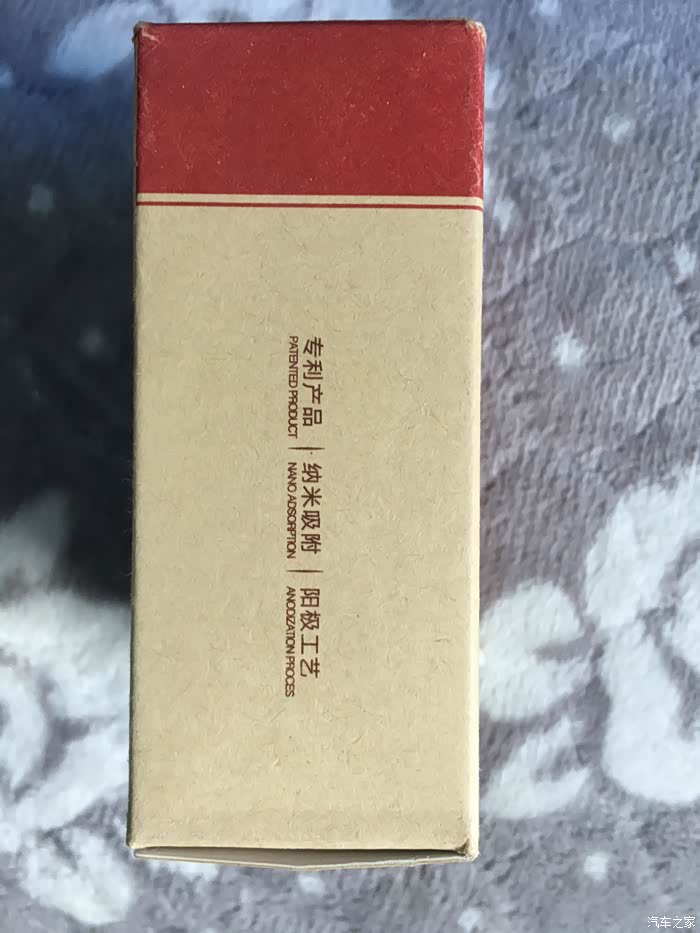 专利产品 | 纳米吸附 | 阳极工艺
PATENTED PRODUCT NANO ADSORPTION ANODIZATION PROCES
汽车之家